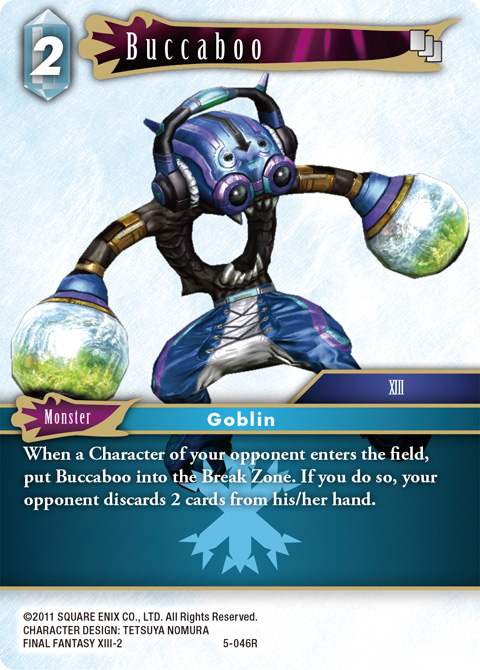 2
Buccaboo
XIII
Monster
Goblin
When a Character of your opponent enters the field,
put Buccaboo into the Break Zone. If you do so, your
opponent discards 2 cards from his/her hand.
©2011 SQUARE ENIX CO., LTD. All Rights Reserved.
CHARACTER DESIGN: TETSUYA NOMURA
FINAL FANTASY XIII-2 5-046R